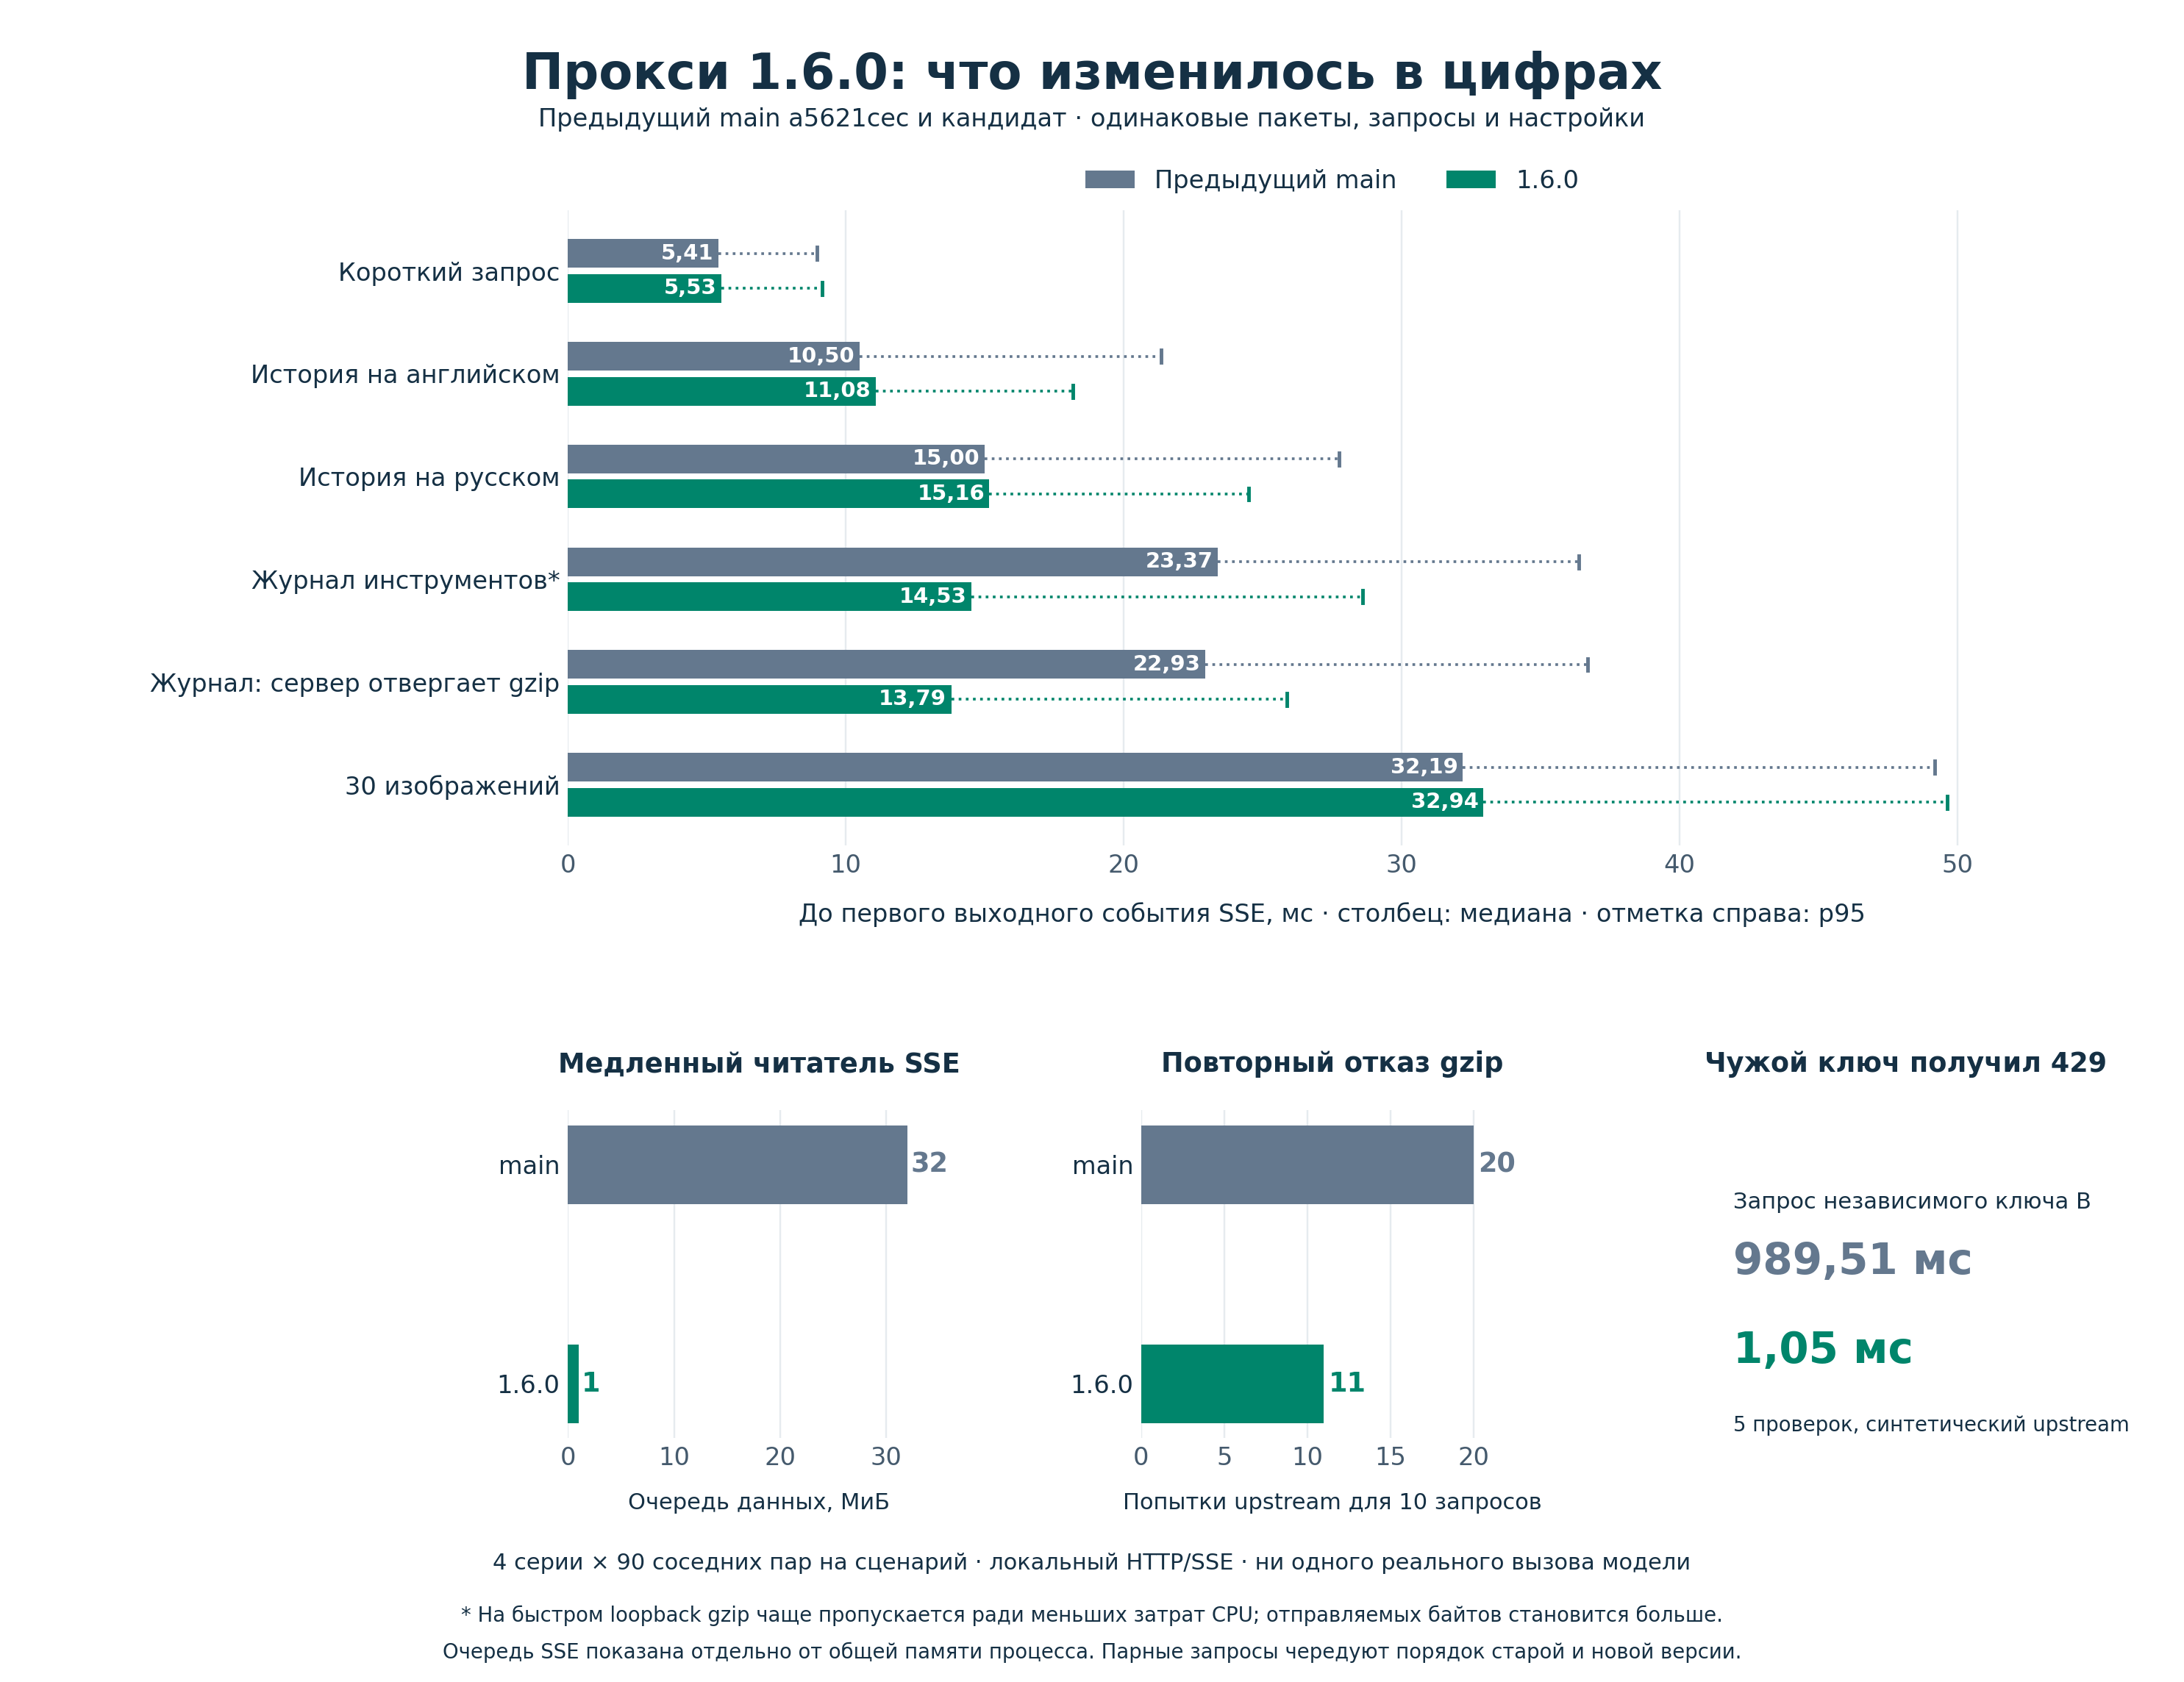 Прокси 1.6.0: что изменилось в цифрах
Предыдущий main a5621cec и кандидат · одинаковые пакеты, запросы и настройки
Предыдущий main
1.6.0
Короткий запрос
5,41
5,53
История на английском
10,50
11,08
История на русском
15,00
15,16
Журнал инструментов*
23,37
14,53
Журнал: сервер отвергает gzip
22,93
13,79
30 изображений
32,19
32,94
0 10 20 30 40 50
До первого выходного события SSE, мс · столбец: медиана · отметка справа: p95
Медленный читатель SSE
main
32
1.6.0
1
0 10 20 30
Очередь данных, МиБ
Повторный отказ gzip
main
20
1.6.0
11
0 5 10 15 20
Попытки upstream для 10 запросов
Чужой ключ получил 429
Запрос независимого ключа B
989,51 мс
1,05 мс
5 проверок, синтетический upstream
4 серии × 90 соседних пар на сценарий · локальный HTTP/SSE · ни одного реального вызова модели
* На быстром loopback gzip чаще пропускается ради меньших затрат CPU; отправляемых байтов становится больше.
Очередь SSE показана отдельно от общей памяти процесса. Парные запросы чередуют порядок старой и новой версии.